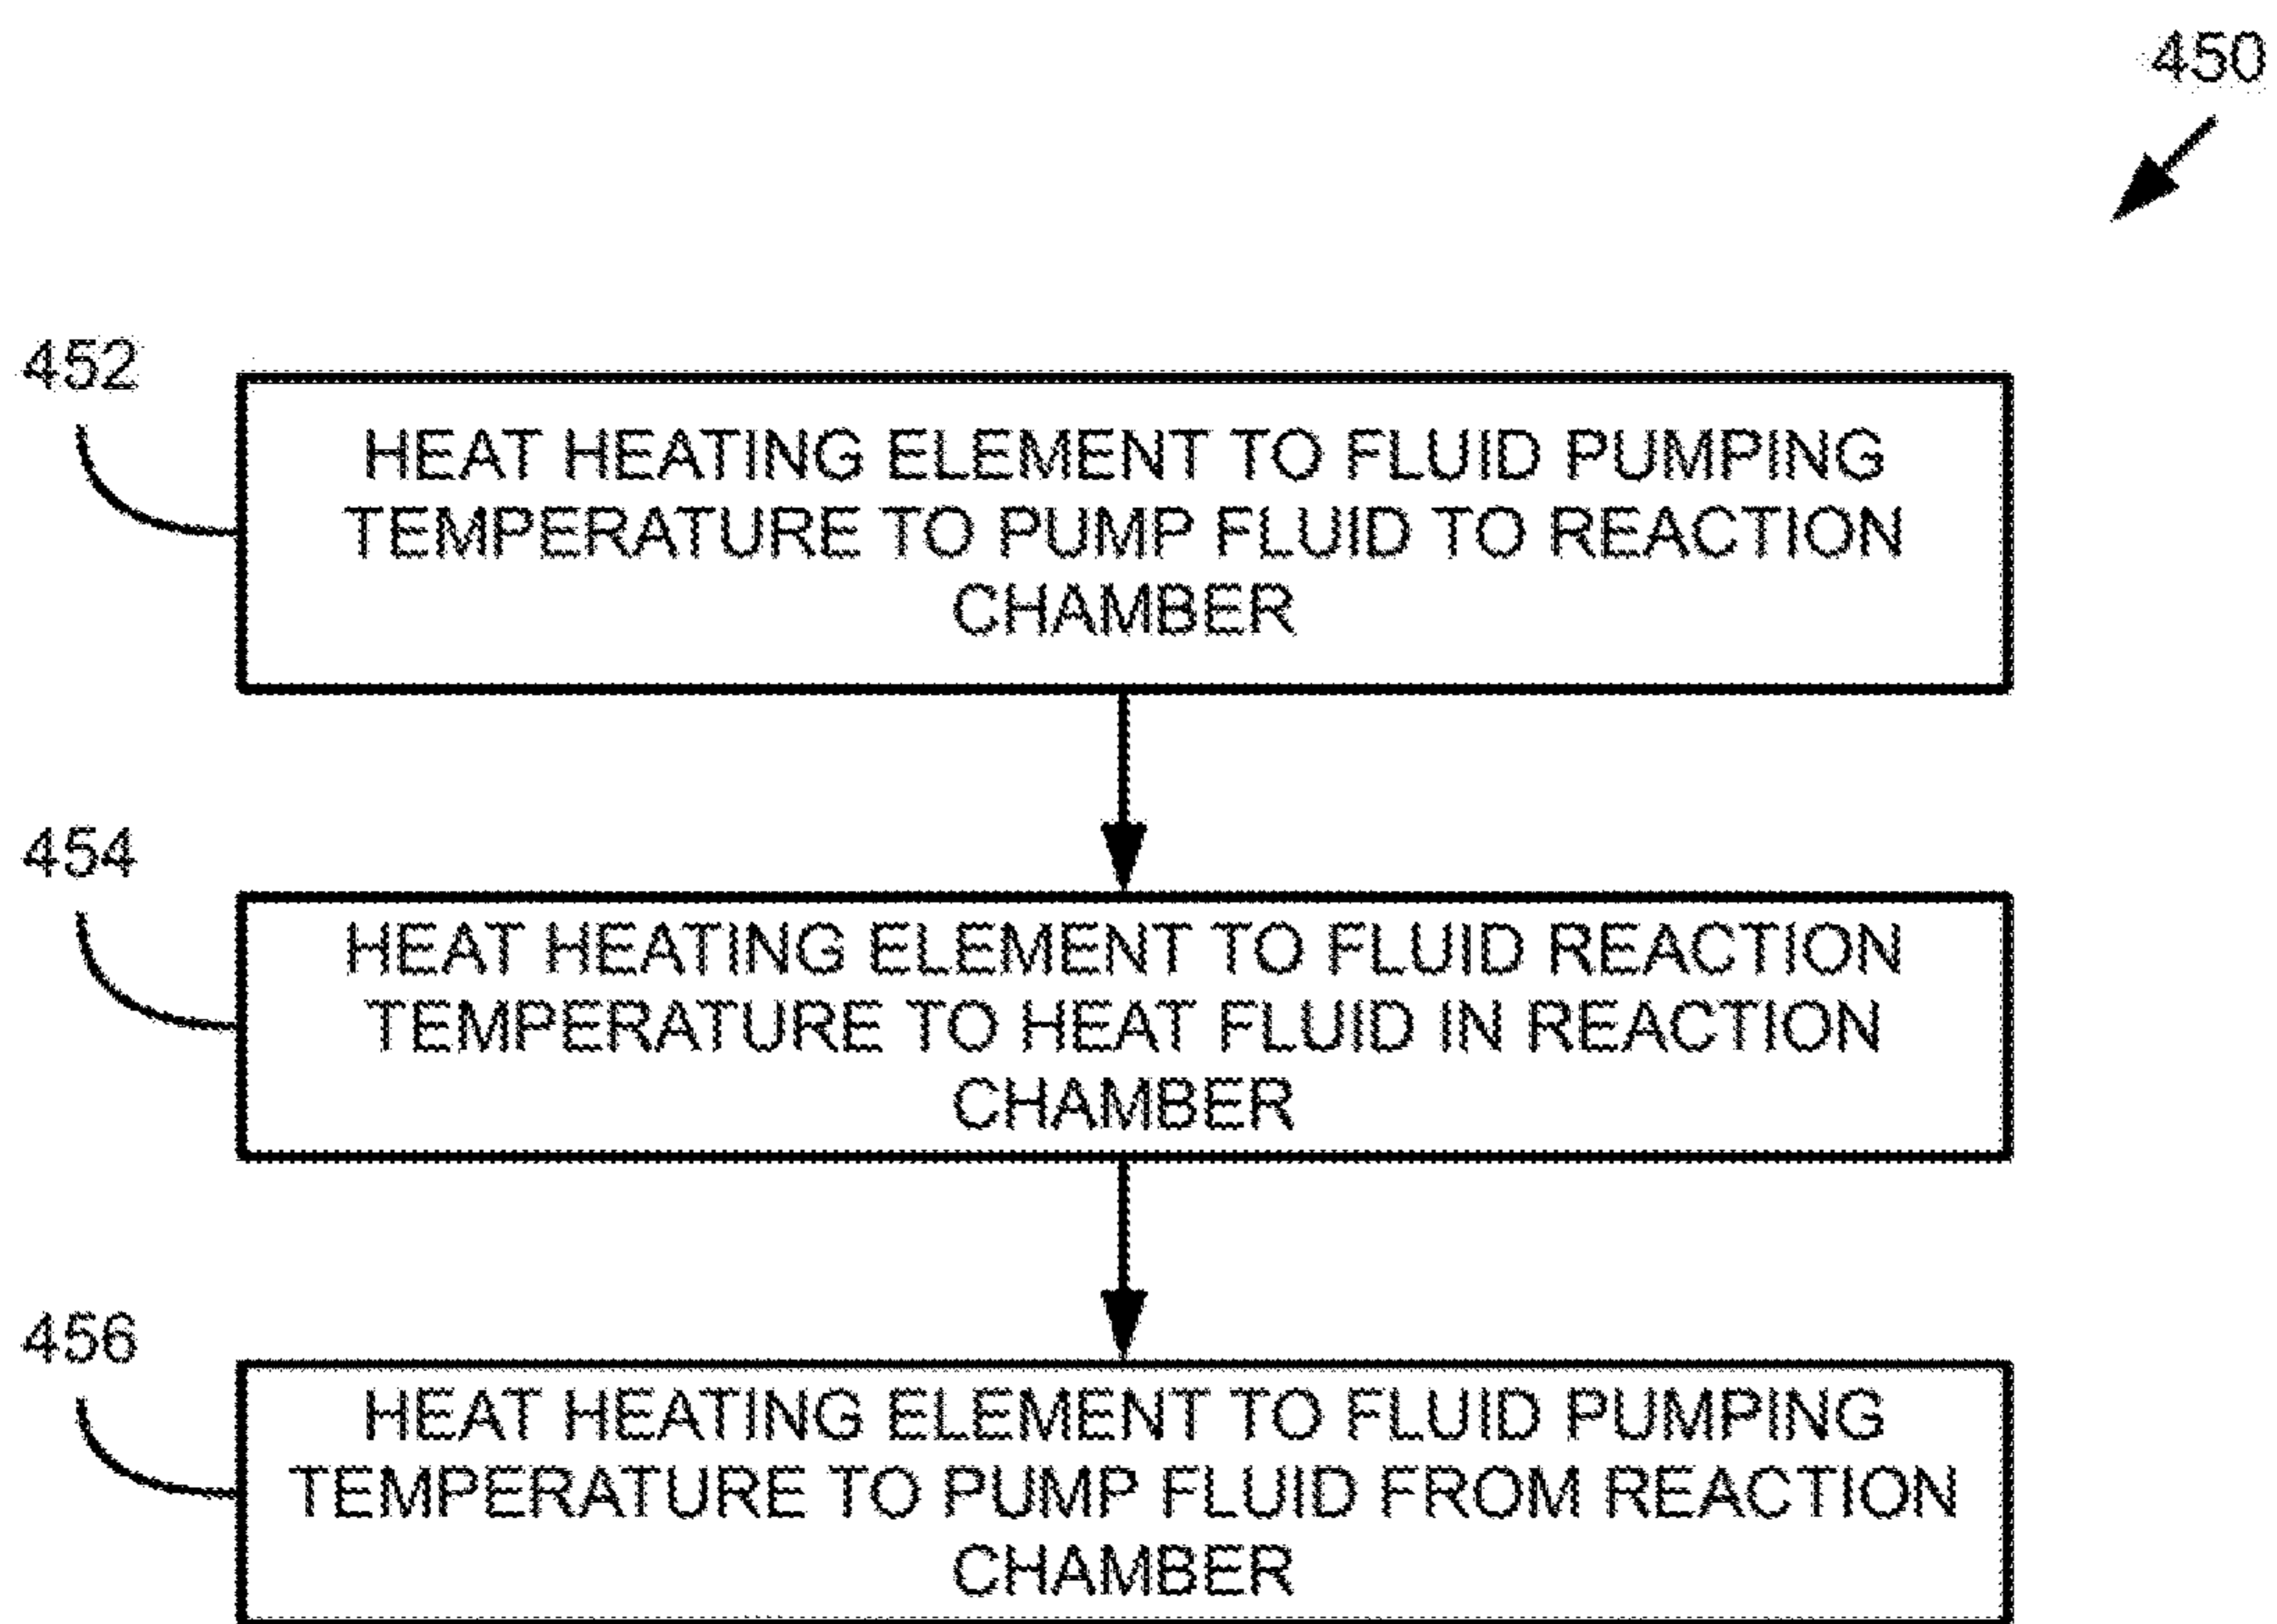 450
452
HEAT HEATING ELEMENT TO FLUID PUMPING
TEMPERATURE TO PUMP FLUID TO REACTION
CHAMBER
454
HEAT HEATING ELEMENT TO FLUID REACTION
TEMPERATURE TO HEAT FLUID IN REACTION
CHAMBER
456
HEAT HEATING ELEMENT TO FLUID PUMPING
TEMPERATURE TO PUMP FLUID FROM REACTION
CHAMBER